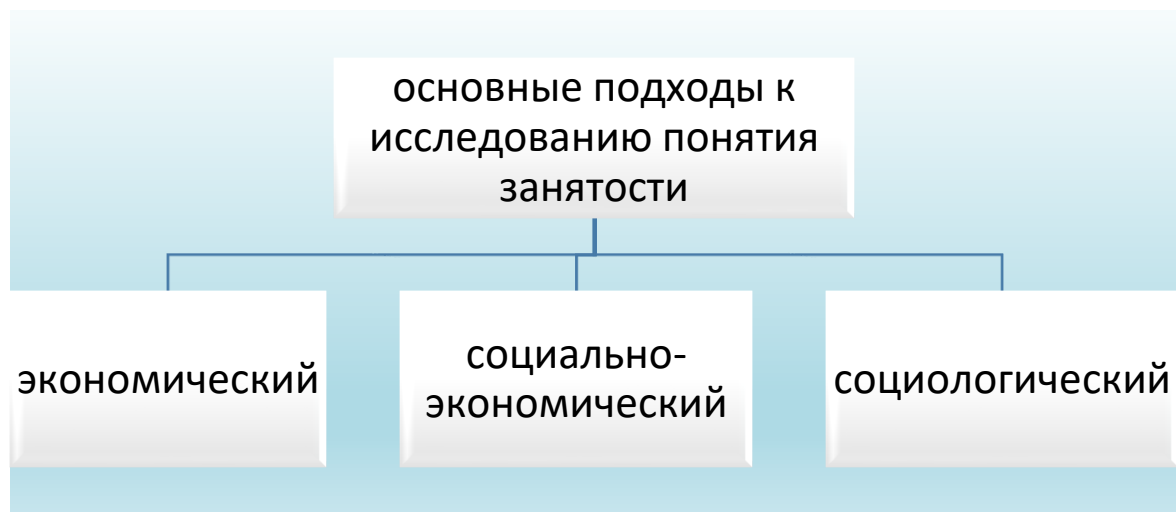 основные подходы к
исследованию понятия
занятости
экономический
социально-
экономический
социологический